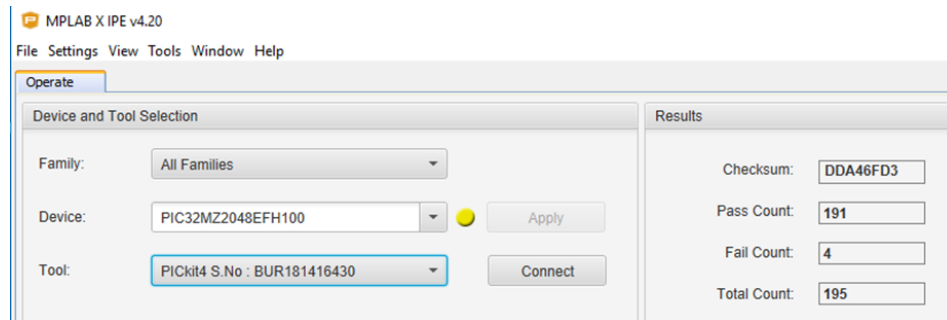 MPLAB X IPE v4.20
File Settings View Tools Window Help
Operate
Device and Tool Selection
Family: All Families
Device: PIC32MZ2048EFH100 Apply
Tool: PICkit4 S.No : BUR181416430 Connect
Results
Checksum: DDA46FD3
Pass Count: 191
Fail Count: 4
Total Count: 195